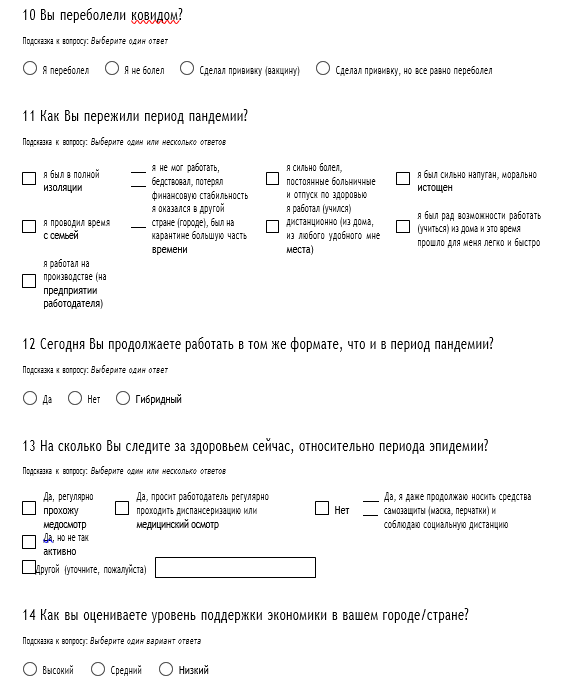 10 Вы переболели ковидом?
Подсказка к вопросу: Выберите один ответ
Я переболел
Я не болел
Сделал прививку (вакцину)
Сделал прививку, но все равно переболел
11 Как Вы пережили период пандемии?
Подсказка к вопросу: Выберите один или несколько ответов
я был в полной
изоляции
я не мог работать,
бедствовал, потерял
финансовую стабильность
я сильно болел,
постоянные больничные
и отпуск по здоровью
я был сильно напуган, морально
истощен
я проводил время
с семьей
я оказался в другой
стране (городе), был на
карантине большую часть
времени
я работал (учился)
дистанционно (из дома,
из любого удобного мне
места)
я был рад возможности работать
(учиться) из дома и это время
прошло для меня легко и быстро
я работал на
производстве (на
предприятии
работодателя)
12 Сегодня Вы продолжаете работать в том же формате, что и в период пандемии?
Подсказка к вопросу: Выберите один ответ
Да
Нет
Гибридный
13 На сколько Вы следите за здоровьем сейчас, относительно периода эпидемии?
Подсказка к вопросу: Выберите один или несколько ответов
Да, регулярно
прохожу
медосмотр
Да, просит работодатель регулярно
проходить диспансеризацию или
медицинский осмотр
Нет
Да, я даже продолжаю носить средства
самозащиты (маска, перчатки) и
соблюдаю социальную дистанцию
Да, но не так
активно
Другой (уточните, пожалуйста)
14 Как вы оцениваете уровень поддержки экономики в вашем городе/стране?
Подсказка к вопросу: Выберите один вариант ответа
Высокий
Средний
Низкий